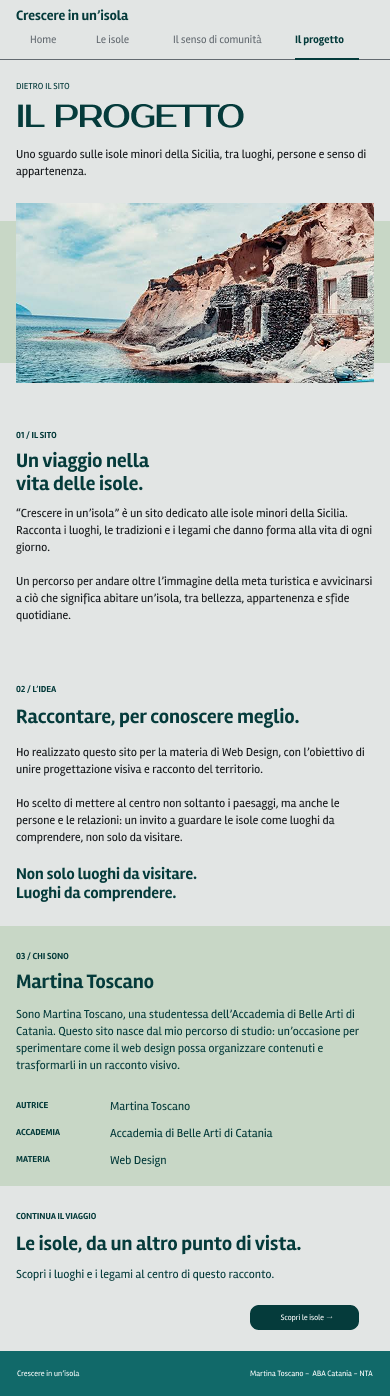 Crescere in un'isola
Home Le isole Il senso di comunità Il progetto
DIETRO IL SITO
IL PROGETTO
Uno sguardo sulle isole minori della Sicilia, tra luoghi, persone e senso di
appartenenza.
01 / IL SITO
Un viaggio nella
vita delle isole.
“Crescere in un’isola” è un sito dedicato alle isole minori della Sicilia.
Racconta i luoghi, le tradizioni e i legami che danno forma alla vita di ogni
giorno.
Un percorso per andare oltre l’immagine della meta turistica e avvicinarsi
a ciò che significa abitare un’isola, tra bellezza, appartenenza e sfide
quotidiane.
02 / L’IDEA
Raccontare, per conoscere meglio.
Ho realizzato questo sito per la materia di Web Design, con l’obiettivo di
unire progettazione visiva e racconto del territorio.
Ho scelto di mettere al centro non soltanto i paesaggi, ma anche le
persone e le relazioni: un invito a guardare le isole come luoghi da
comprendere, non solo da visitare.
Non solo luoghi da visitare.
Luoghi da comprendere.
03 / CHI SONO
Martina Toscano
Sono Martina Toscano, una studentessa dell’Accademia di Belle Arti di
Catania. Questo sito nasce dal mio percorso di studio: un’occasione per
sperimentare come il web design possa organizzare contenuti e
trasformarli in un racconto visivo.
AUTRICE Martina Toscano
ACCADEMIA Accademia di Belle Arti di Catania
MATERIA Web Design
CONTINUA IL VIAGGIO
Le isole, da un altro punto di vista.
Scopri i luoghi e i legami al centro di questo racconto.
Scopri le isole →
Crescere in un’isola Martina Toscano – ABA Catania – NTA